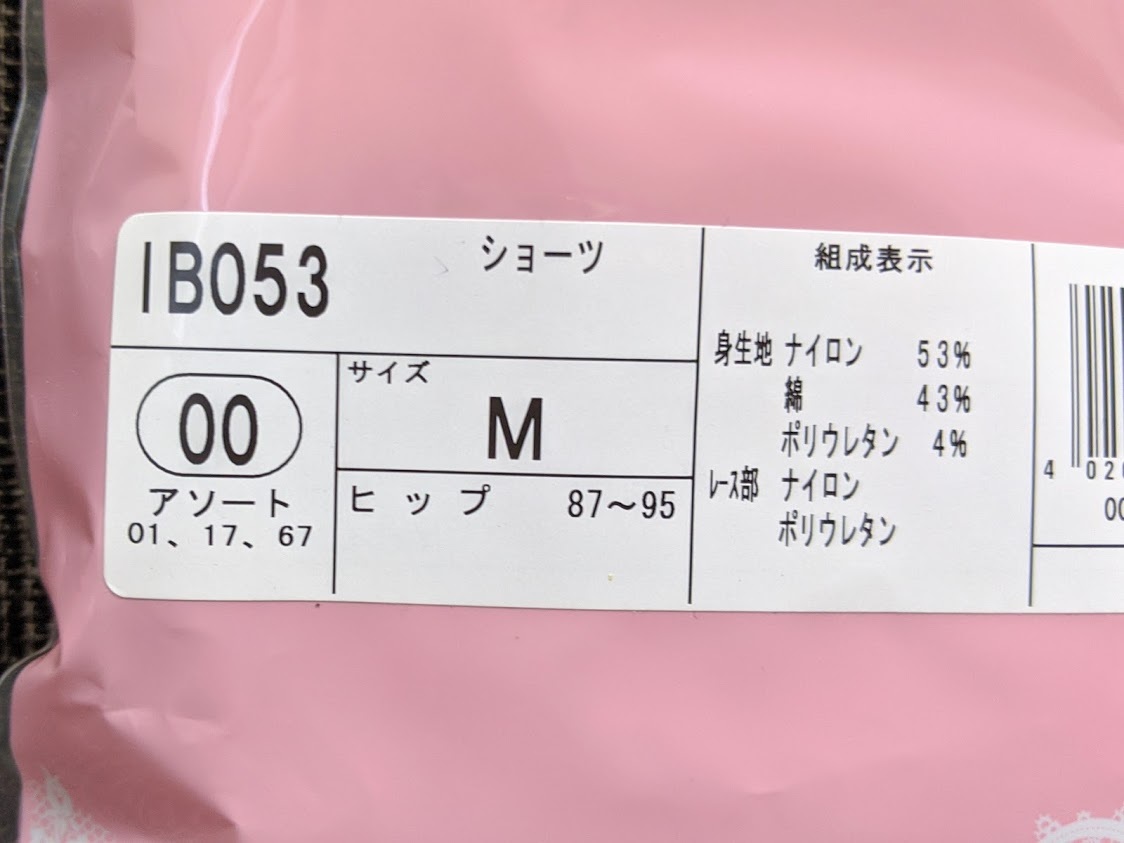 IB053
ショーツ
00
アソート
01、17、67
サイズ
M
ヒップ 87～95
組成表示
身生地 ナイロン 53%
綿 43%
ポリウレタン 4%
レース部 ナイロン
ポリウレタン
4 02